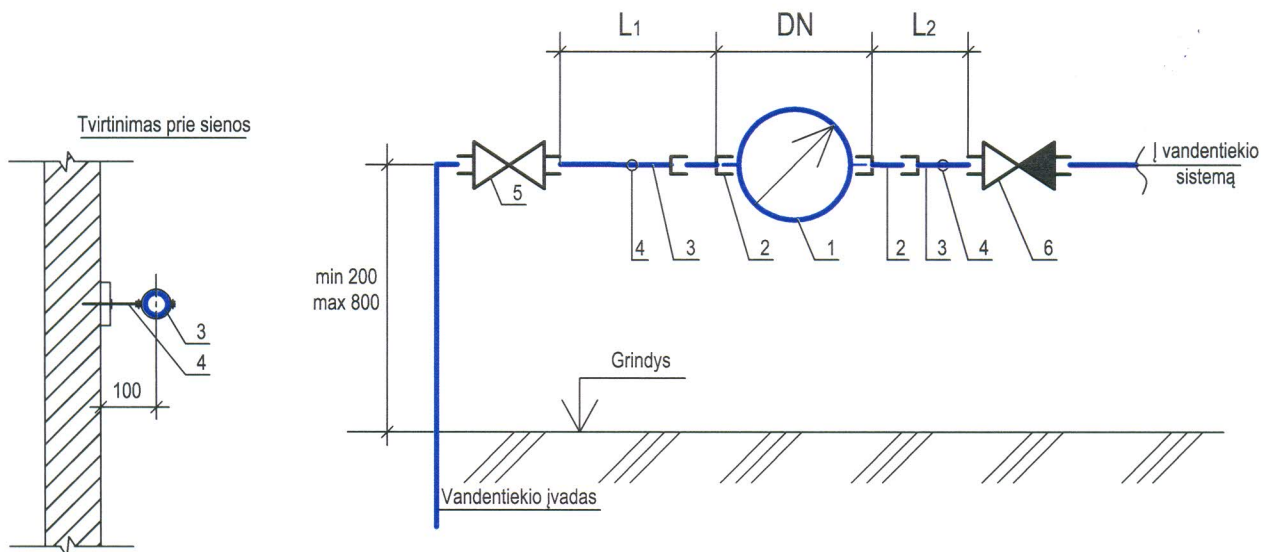 L1 DN L2
Tvirtinimas prie sienos
Į vandentiekio
sistemą
5
4 3 2 1 2 3 4 6
min 200
max 800
3
4
100
Grindys
Vandentiekio įvadas